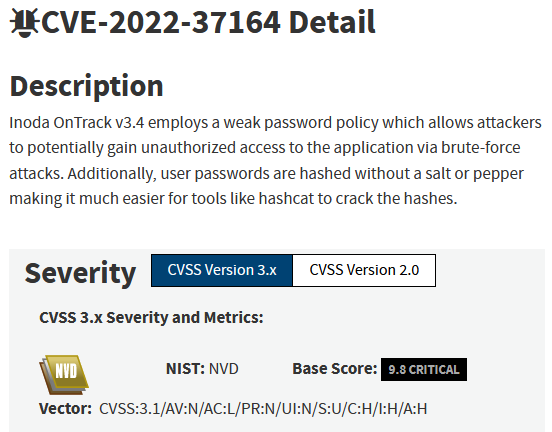 CVE-2022-37164 Detail
Description
Inoda OnTrack v3.4 employs a weak password policy which allows attackers
to potentially gain unauthorized access to the application via brute-force
attacks. Additionally, user passwords are hashed without a salt or pepper
making it much easier for tools like hashcat to crack the hashes.
Severity CVSS Version 3.x CVSS Version 2.0
CVSS 3.x Severity and Metrics:
NVD NIST: NVD Base Score: 9.8 CRITICAL
Vector: CVSS:3.1/AV:N/AC:L/PR:N/UI:N/S:U/C:H/I:H/A:H